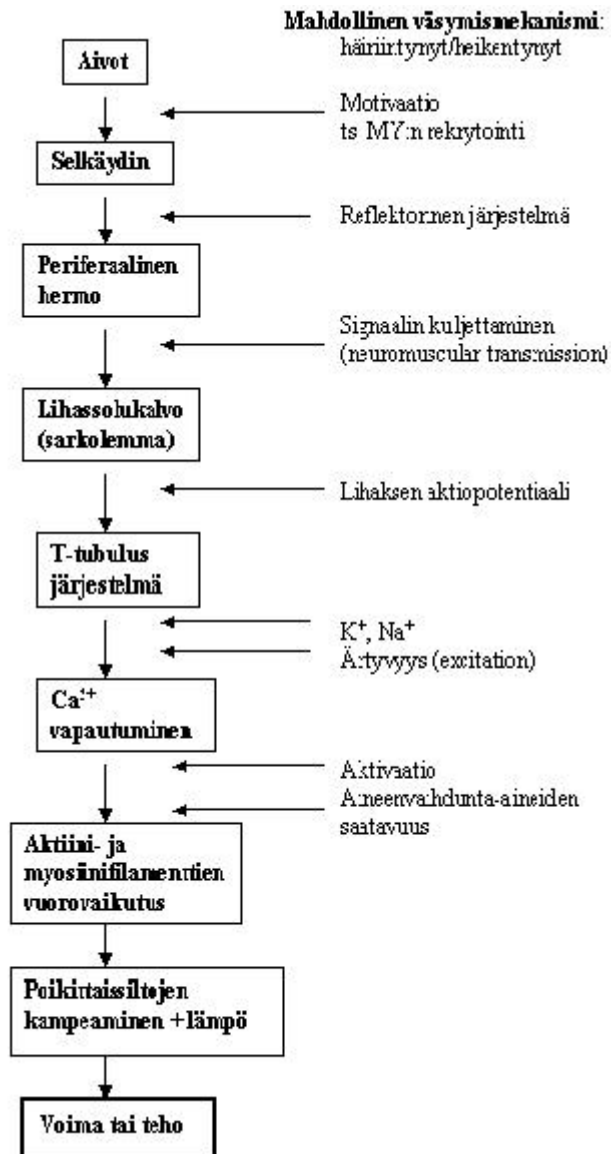 Mahdollinen väsymismekanismi:
häiriintynyt/heikentynyt
Aivot
Motivaatio
ts. MY:n rekrytointi
Selkäydin
Reflektorinen järjestelmä
Periferaalinen
hermo
Signaalin kuljettaminen
(neuromuscular transmission)
Lihassolukalvo
(sarkolemma)
Lihaksen aktiopotentiaali
T-tubulus
järjestelmä
K⁺, Na⁺
Ärtyvyys (excitation)
Ca²⁺
vapautuminen
Aktivaatio
Aineenvaihdunta-aineiden
saatavuus
Aktiini- ja
myosiinifilamenttien
vuorovaikutus
Poikittaissiltojen
kampeaminen + lämpö
Voima tai teho